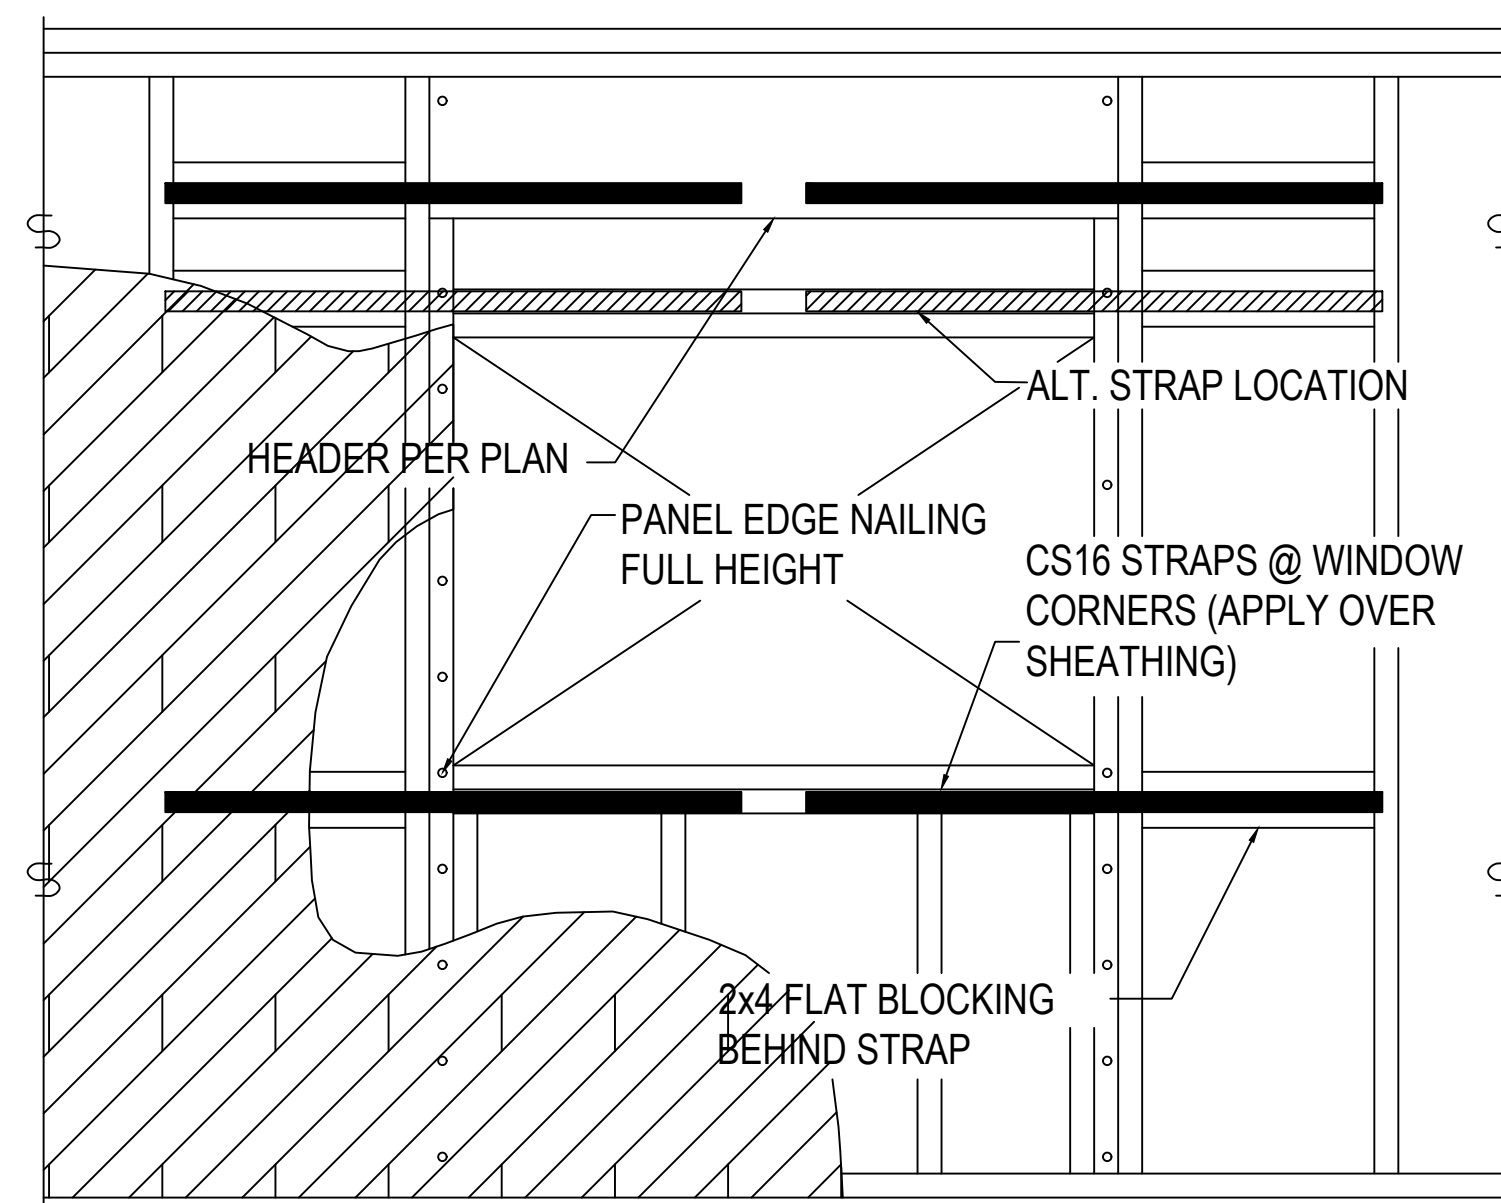 ALT. STRAP LOCATION
HEADER PER PLAN
PANEL EDGE NAILING
FULL HEIGHT
CS16 STRAPS @ WINDOW
CORNERS (APPLY OVER
SHEATHING)
2x4 FLAT BLOCKING
BEHIND STRAP